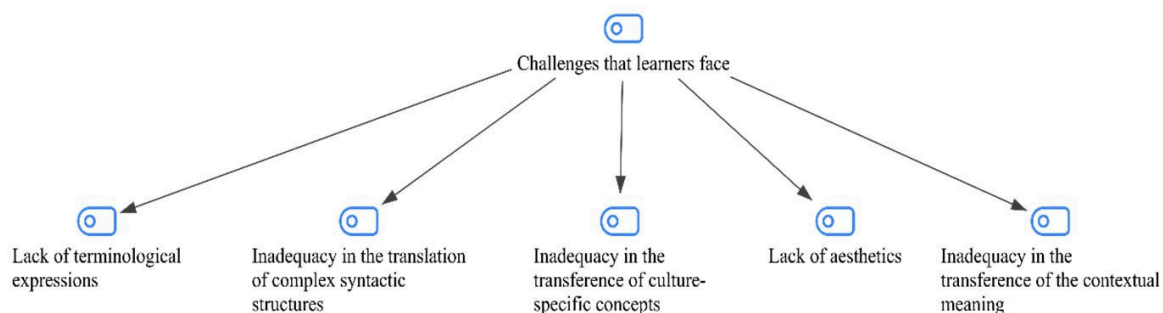 Challenges that learners face
Lack of terminological
expressions
Inadequacy in the translation
of complex syntactic
structures
Inadequacy in the
transference of culture-
specific concepts
Lack of aesthetics
Inadequacy in the
transference of the contextual
meaning